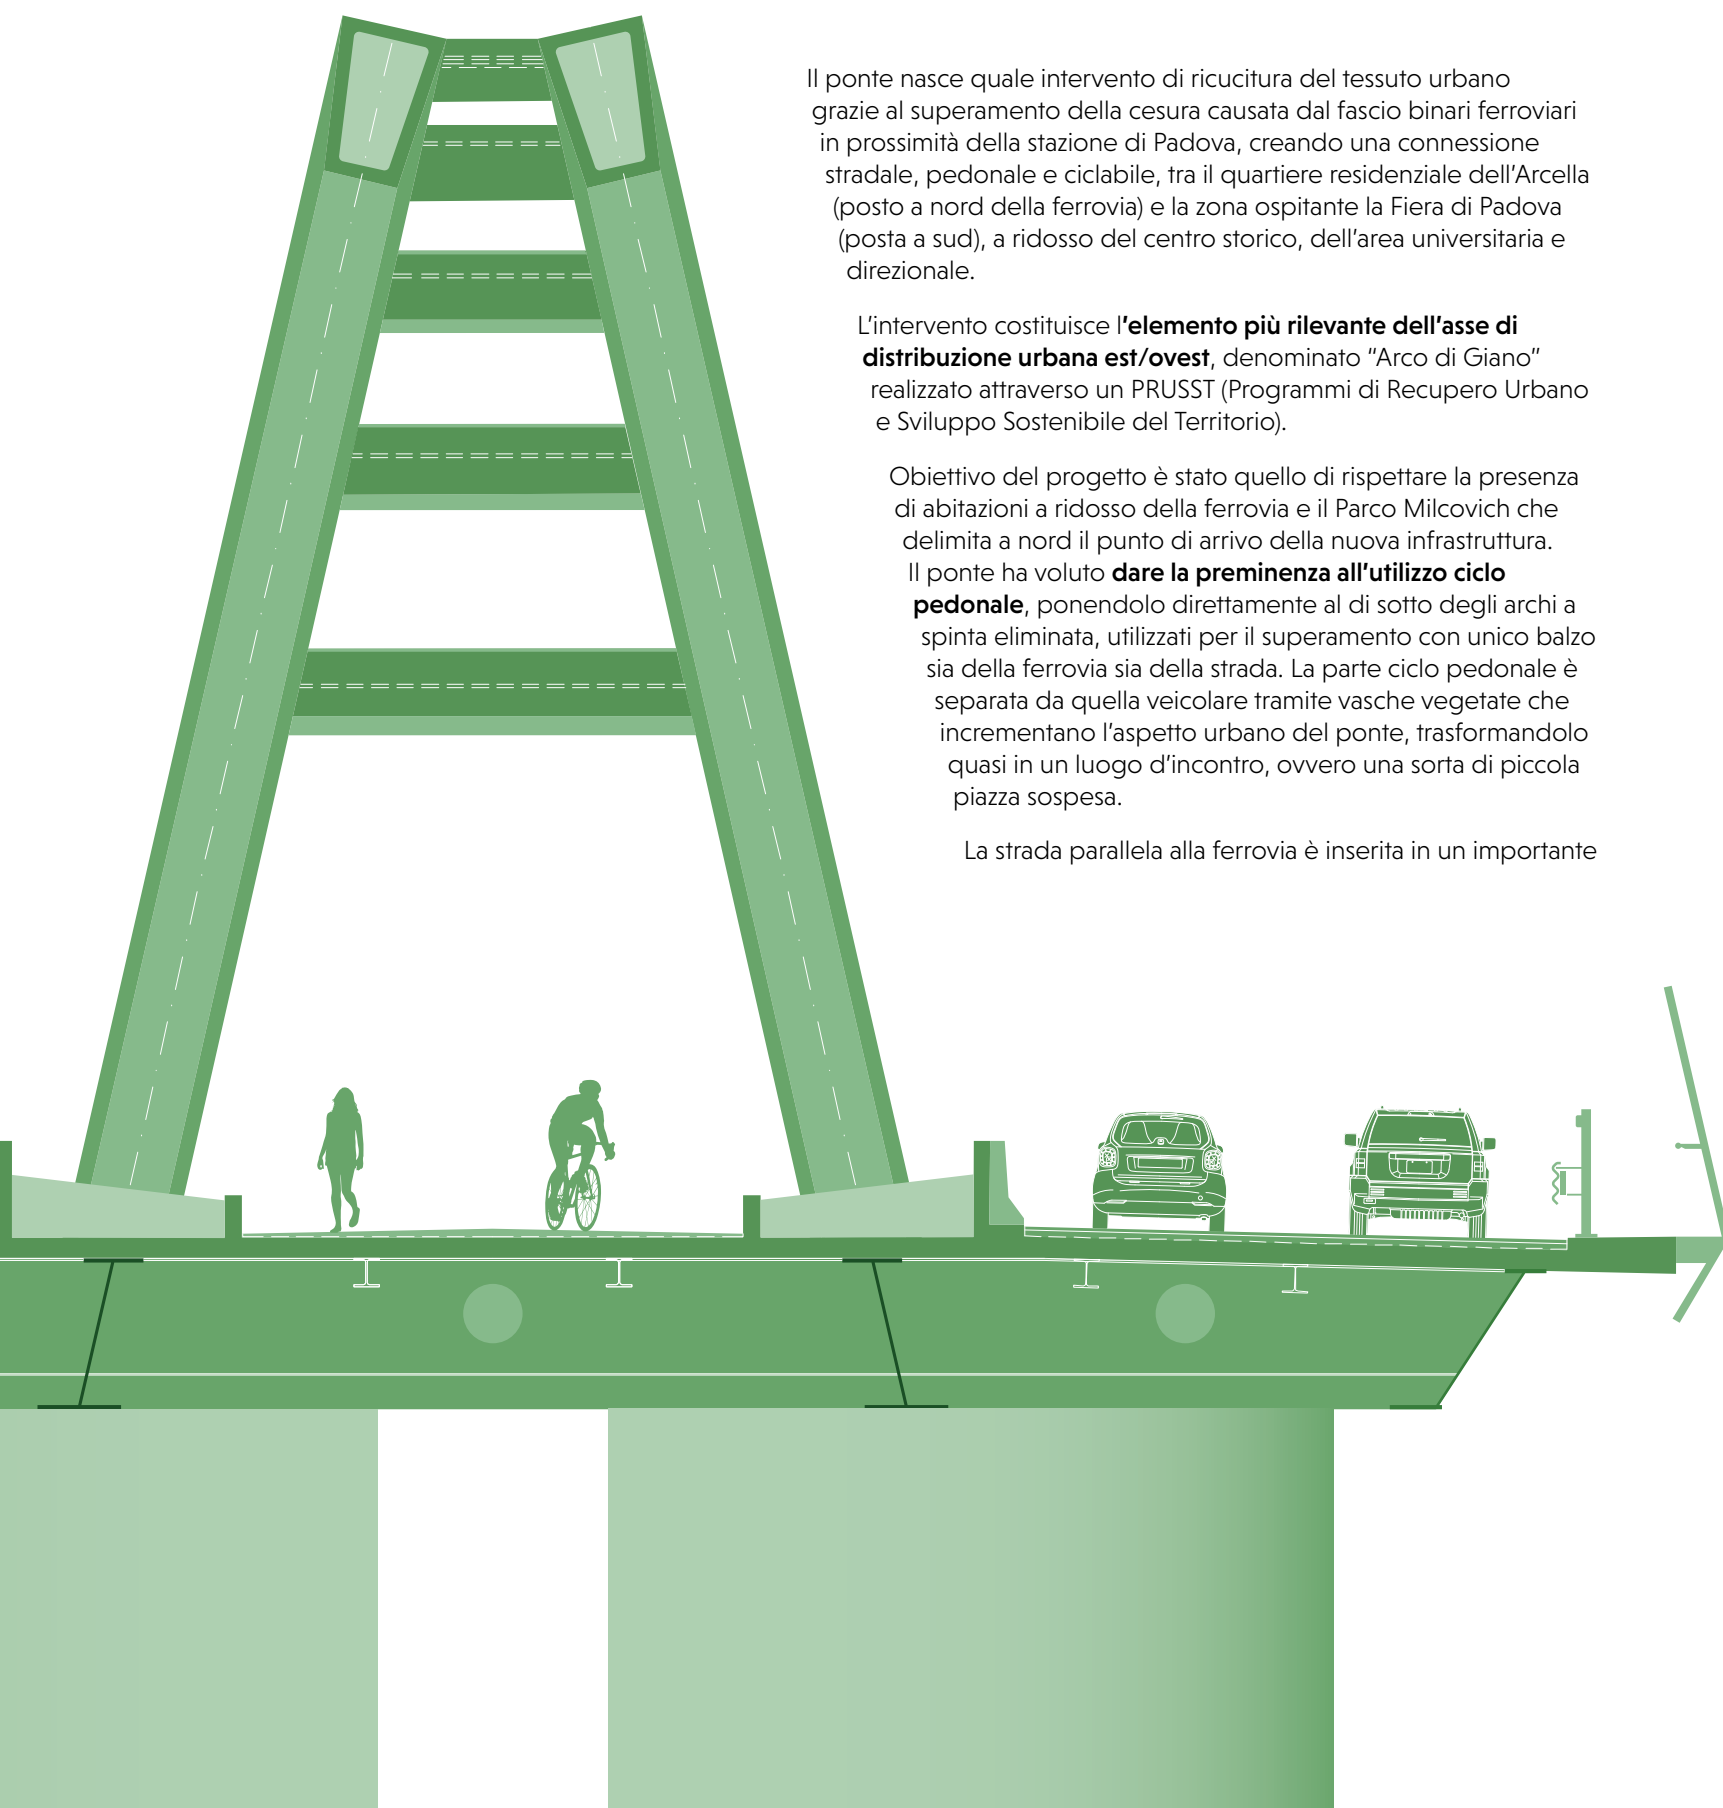 Il ponte nasce quale intervento di ricucitura del tessuto urbano
grazie al superamento della cesura causata dal fascio binari ferroviari
in prossimità della stazione di Padova, creando una connessione
stradale, pedonale e ciclabile, tra il quartiere residenziale dell’Arcella
(posto a nord della ferrovia) e la zona ospitante la Fiera di Padova
(posta a sud), a ridosso del centro storico, dell’area universitaria e
direzionale.
L’intervento costituisce l’elemento più rilevante dell’asse di
distribuzione urbana est/ovest, denominato “Arco di Giano”
realizzato attraverso un PRUSST (Programmi di Recupero Urbano
e Sviluppo Sostenibile del Territorio).
Obiettivo del progetto è stato quello di rispettare la presenza
di abitazioni a ridosso della ferrovia e il Parco Milcovich che
delimita a nord il punto di arrivo della nuova infrastruttura.
Il ponte ha voluto dare la preminenza all’utilizzo ciclo
pedonale, ponendolo direttamente al di sotto degli archi a
spinta eliminata, utilizzati per il superamento con unico balzo
sia della ferrovia sia della strada. La parte ciclo pedonale è
separata da quella veicolare tramite vasche vegetate che
incrementano l’aspetto urbano del ponte, trasformandolo
quasi in un luogo d’incontro, ovvero una sorta di piccola
piazza sospesa.
La strada parallela alla ferrovia è inserita in un importante